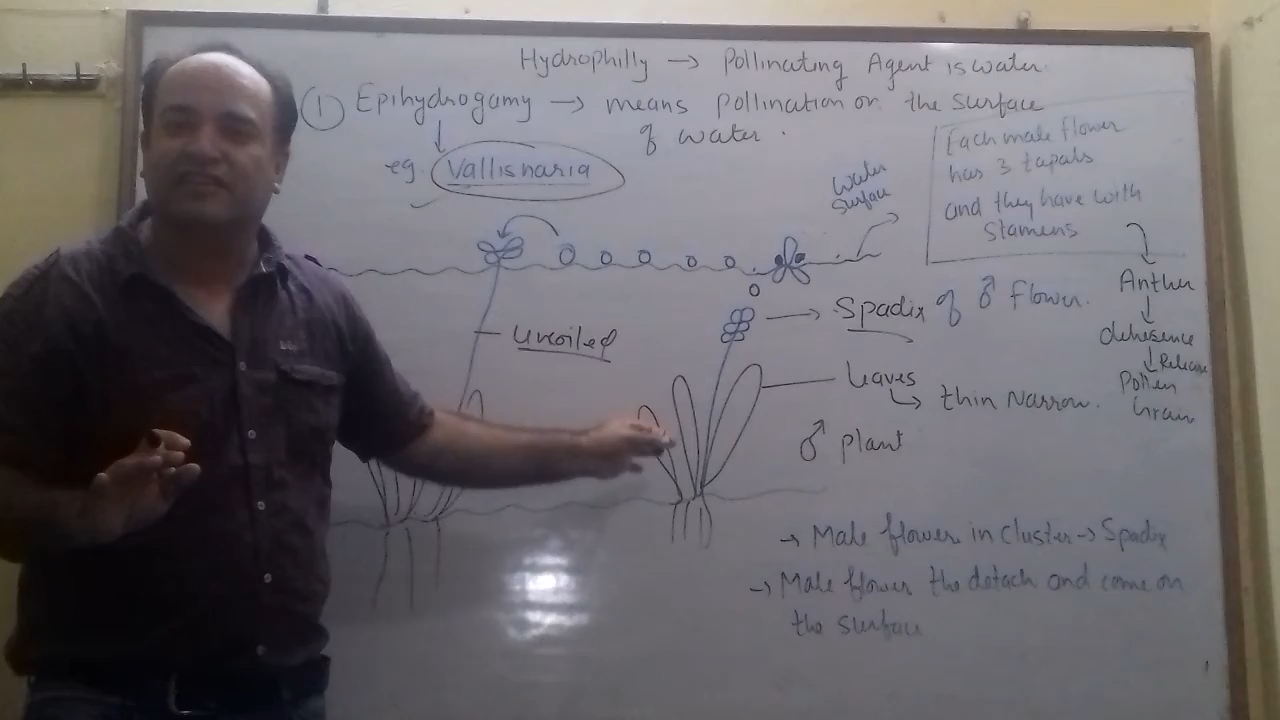 Hydrophilly → Pollinating Agent is water.
① Epihydrogamy → means pollination on the surface
of water.
eg. Vallisnaria
Each male flower
has 3 tapals
and they have with
Stamens
Anther
↓
dehisence
↓ Release
Pollen
Grain
water
surface
Spadix of ♂ flower.
uncoiled
leaves
↳ thin narrow.
♂ plant
→ Male flower in cluster → Spadix
→ Male flower the detach and come on
the surface